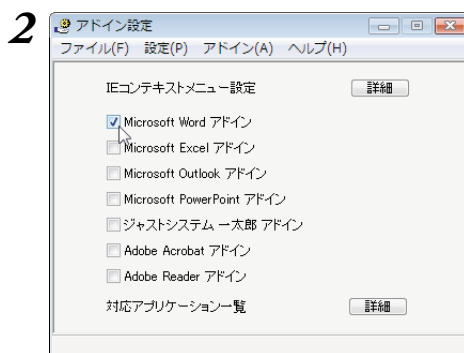 2
アドイン設定
ファイル(F) 設定(P) アドイン(A) ヘルプ(H)
IEコンテキストメニュー設定 詳細
Microsoft Word アドイン
Microsoft Excel アドイン
Microsoft Outlook アドイン
Microsoft PowerPoint アドイン
ジャストシステム 一太郎 アドイン
Adobe Acrobat アドイン
Adobe Reader アドイン
対応アプリケーション一覧 詳細